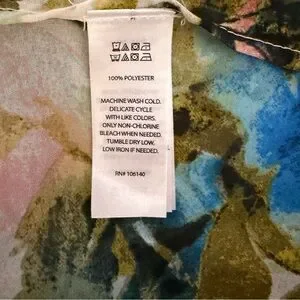 100% POLYESTER
MACHINE WASH COLD.
DELICATE CYCLE
WITH LIKE COLORS.
ONLY NON-CHLORINE
BLEACH WHEN NEEDED.
TUMBLE DRY LOW.
LOW IRON IF NEEDED.
RN# 106140